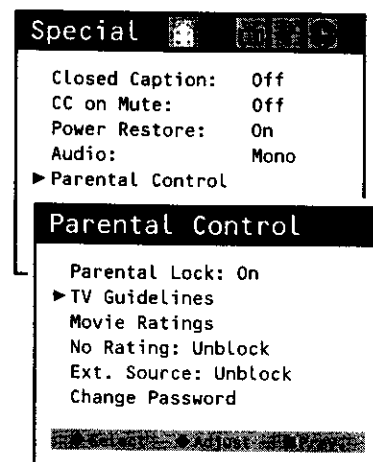 Special
Closed Caption: Off
CC on Mute: Off
Power Restore: On
Audio: Mono
►Parental Control
Parental Control
Parental Lock: On
►TV Guidelines
Movie Ratings
No Rating: Unblock
Ext. Source: Unblock
Change Password
Select Adjust